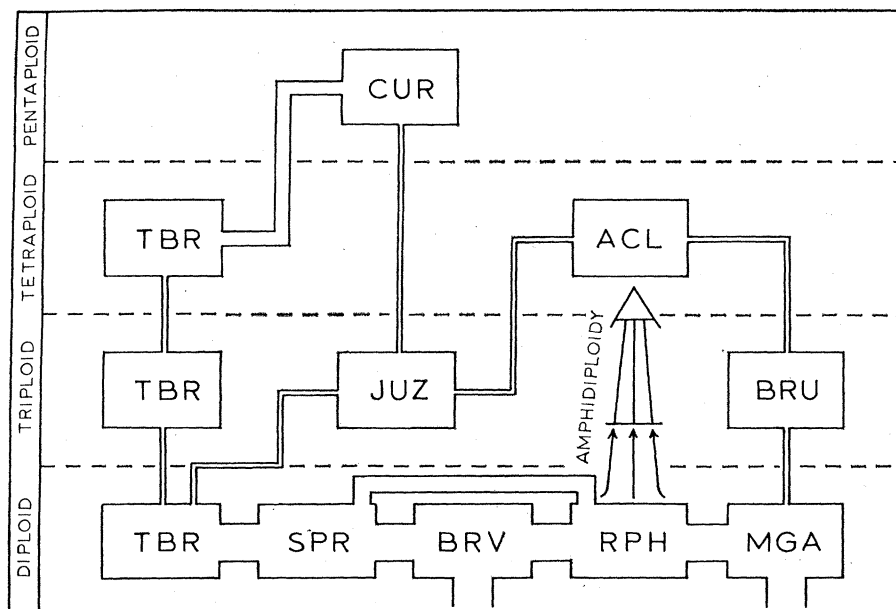 PENTAPLOID
CUR
TETRAPLOID
TBR
ACL
TRIPLOID
TBR
JUZ
AMPHIDIPLOIDY
BRU
DIPLOID
TBR
SPR
BRV
RPH
MGA